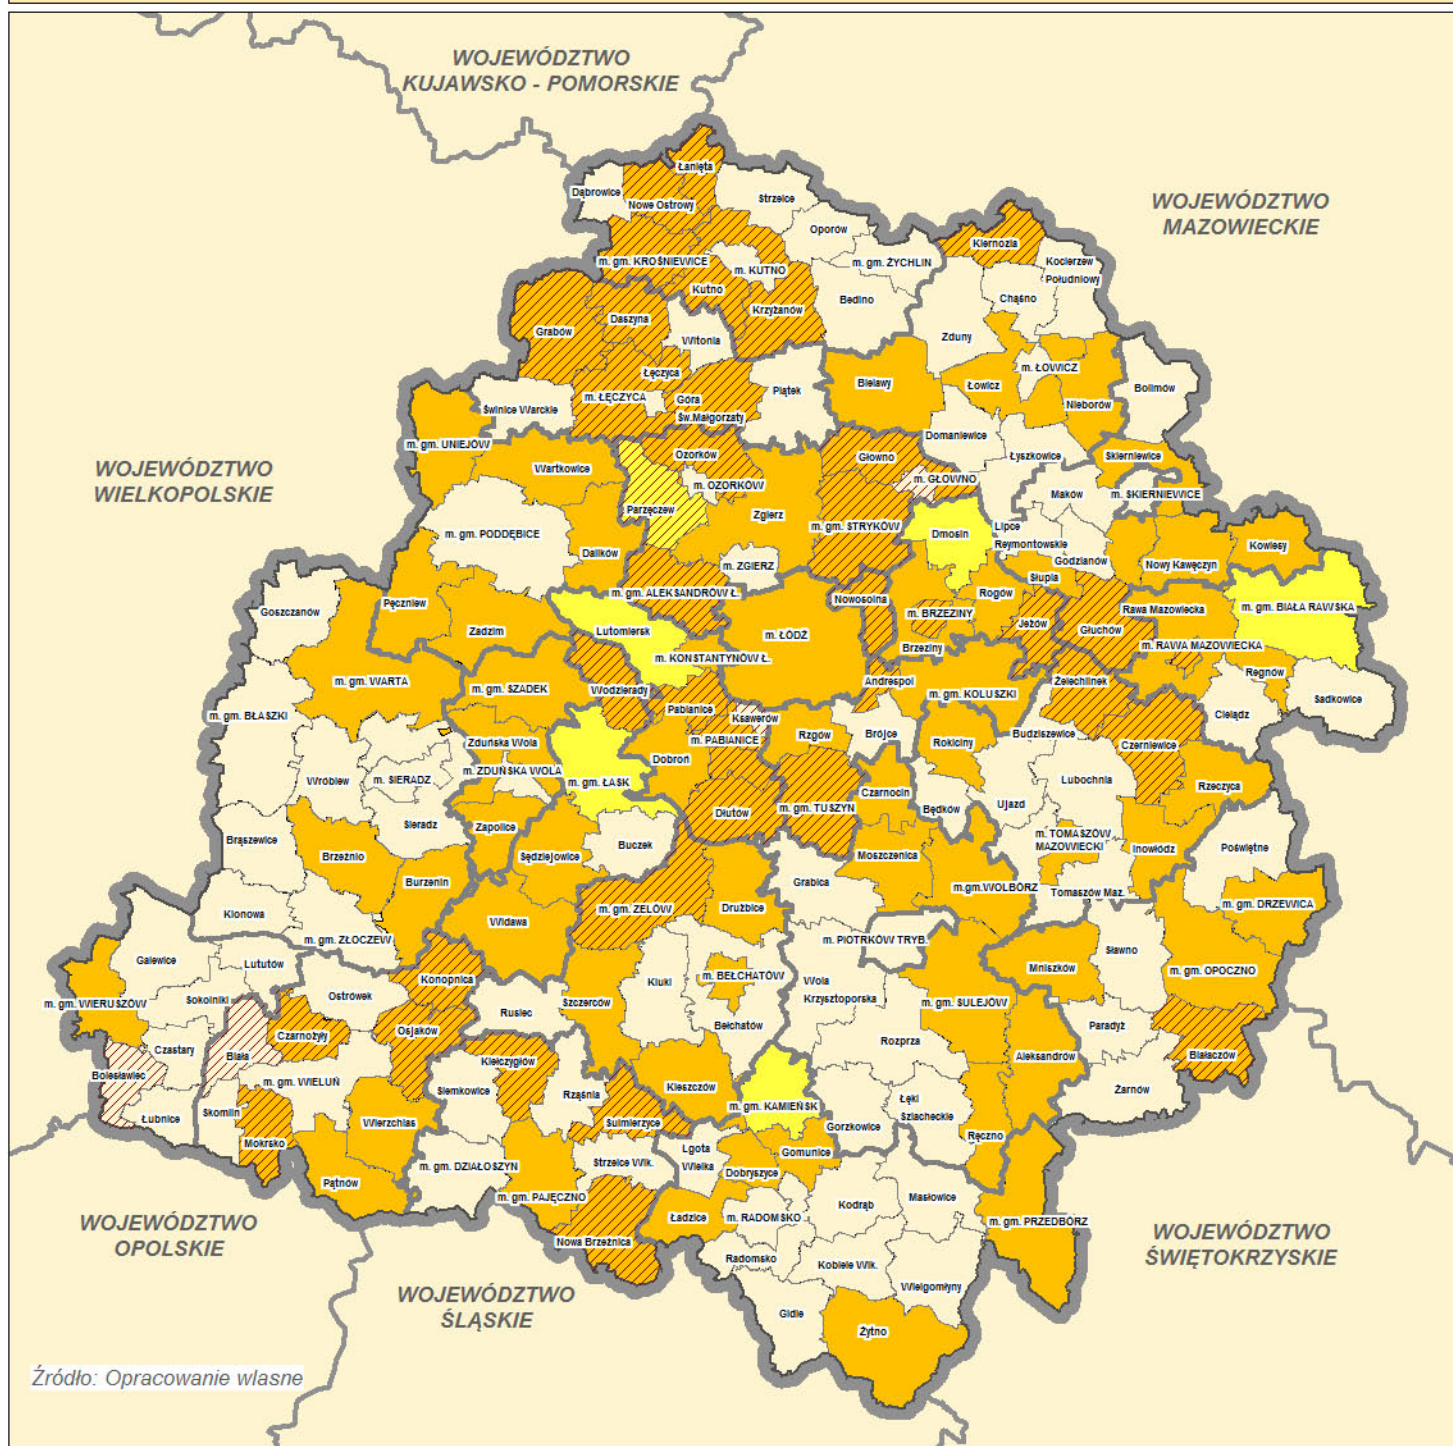 WOJEWÓDZTWO
KUJAWSKO - POMORSKIE
WOJEWÓDZTWO
MAZOWIECKIE
WOJEWÓDZTWO
WIELKOPOLSKIE
WOJEWÓDZTWO
OPOLSKIE
WOJEWÓDZTWO
ŚLĄSKIE
WOJEWÓDZTWO
ŚWIĘTOKRZYSKIE
Łanięta
Dąbrowice
Nowe Ostrowy
Strzelce
Oporów
m. gm. ŻYCHLIN
Kiernozia
Kocierzew
Południowy
m. gm. KROŚNIEWICE
m. KUTNO
Kutno
Krzyżanów
Bedlno
Chąśno
Zduny
Grabów
Daszyna
Witonia
Łęczyca
m. ŁĘCZYCA
Góra
Św.Małgorzaty
Piątek
Bielawy
Łowicz
m. ŁOWICZ
Nieborów
Bolimów
Świnice Warckie
m. gm. UNIEJÓW
Wartkowice
Ozorków
m. OZORKÓW
Parzęczew
Głowno
m. GŁOWNO
Domaniewice
Łyszkowice
Skierniewice
m. SKIERNIEWICE
Maków
m. gm. PODDĘBICE
Dalików
Zgierz
m. ZGIERZ
m. gm. STRYKÓW
Dmosin
Lipce
Reymontowskie
Godzianów
Słupia
Nowy Kawęczyn
Kowiesy
Goszczanów
Pęczniew
Zadzim
m. gm. ALEKSANDRÓW Ł.
Lutomiersk
m. KONSTANTYNÓW Ł.
m. ŁÓDŹ
Nowosolna
m. BRZEZINY
Brzeziny
Rogów
Jeżów
Głuchów
Rawa Mazowiecka
m. RAWA MAZOWIECKA
m. gm. BIAŁA RAWSKA
Regnów
Sadkowice
Cielądz
m. gm. WARTA
m. gm. SZADEK
Wodzierady
Andrespol
m. gm. KOLUSZKI
Żelechlinek
m. gm. BŁASZKI
Zduńska Wola
m. ZDUŃSKA WOLA
Pabianice
m. PABIANICE
Ksawerów
Rzgów
Brójce
Rokiciny
Budziszewice
Czerniewice
Wróblew
m. SIERADZ
Sieradz
m. gm. ŁASK
Dobroń
Dłutów
m. gm. TUSZYN
Czarnocin
Będków
Ujazd
Lubochnia
Rzeczyca
Brąszewice
Brzeźnio
Zapolice
Sędziejowice
Buczek
Moszczenica
m. TOMASZÓW
MAZOWIECKI
Inowłódz
Poświętne
Burzenin
Klonowa
m. gm. ZŁOCZEW
Widawa
m. gm. ZELÓW
Drużbice
Grabica
m.gm.WOLBÓRZ
Tomaszów Maz.
m. gm. DRZEWICA
Galewice
Lututów
Konopnica
Szczerców
Kluki
m. BEŁCHATÓW
Bełchatów
m. PIOTRKÓW TRYB.
Wola
Krzysztoporska
Mniszków
Sławno
m. gm. OPOCZNO
m. gm. WIERUSZÓW
Sokolniki
Ostrówek
Rusiec
m. gm. SULEJÓW
Czastary
Biała
Czarnożyły
Osjaków
Kiełczygłów
Rozprza
Aleksandrów
Paradyż
Białaczów
Bolesławiec
Łubnice
Skomlin
m. gm. WIELUŃ
Siemkowice
Rząśnia
Kleszczów
m. gm. KAMIEŃSK
Łęki
Szlacheckie
Żarnów
Mokrsko
Wierzchlas
Sulmierzyce
Gorzkowice
Ręczno
Pątnów
m. gm. DZIAŁOSZYN
m. gm. PAJĘCZNO
Strzelce Wlk.
Lgota
Wielka
Dobryszyce
Gomunice
Nowa Brzeźnica
Ładzice
m. RADOMSKO
Radomsko
Kodrąb
Masłowice
m. gm. PRZEDBÓRZ
Kobiele Wlk.
Wielgomłyny
Gidle
Żytno
Źródło: Opracowanie wlasne